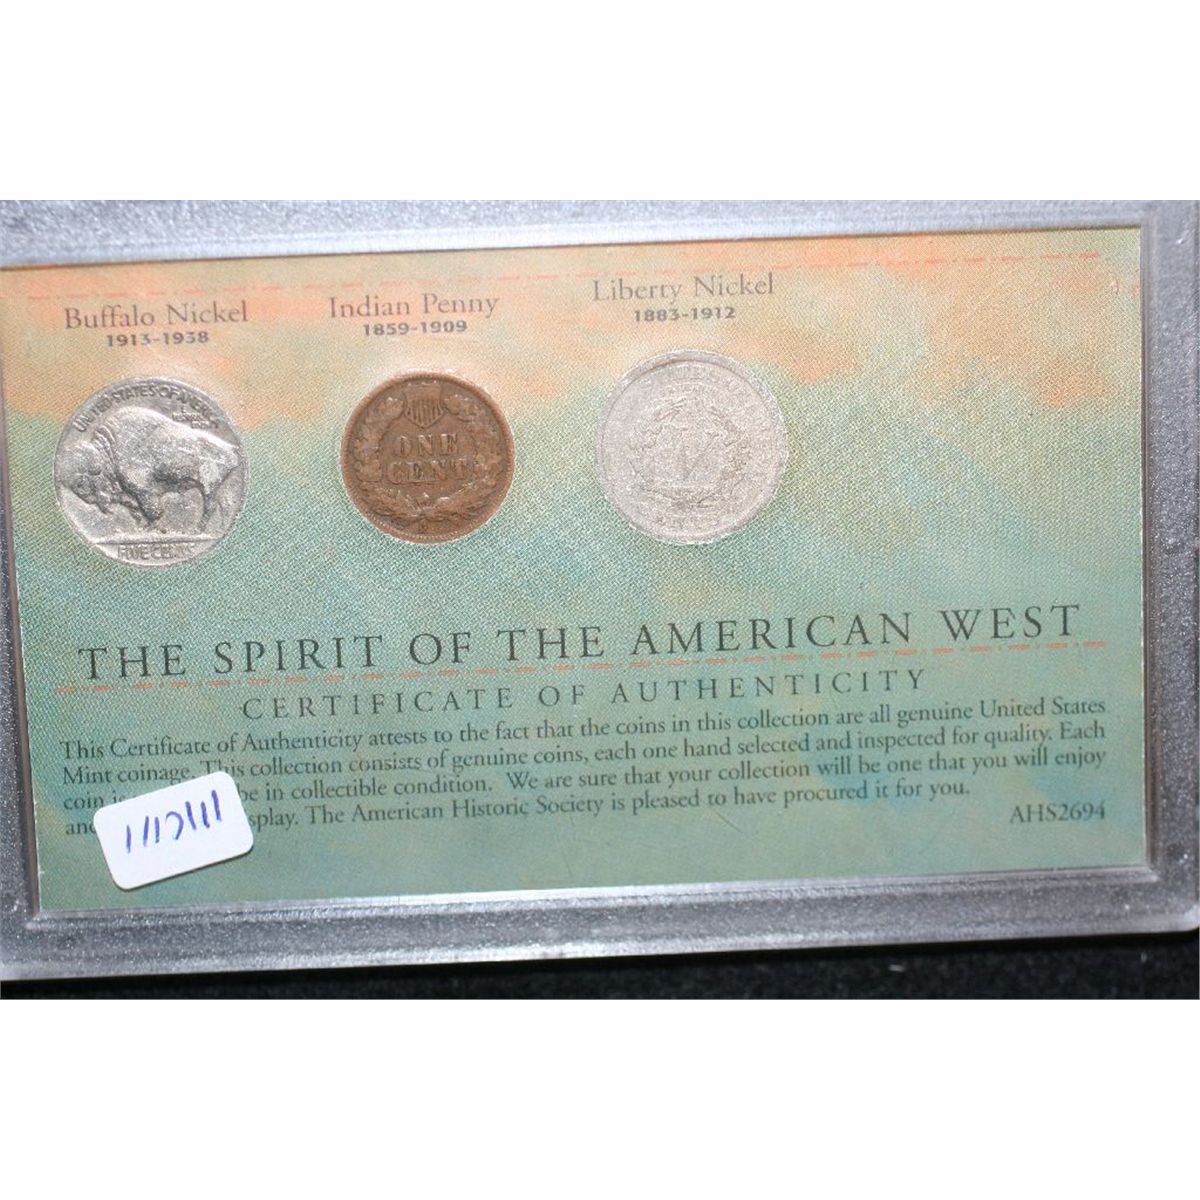 Buffalo Nickel
1913-1938
Indian Penny
1859-1909
Liberty Nickel
1883-1912
UNITED STATES OF AMERICA
E PLURIBUS UNUM
FIVE CENTS
ONE
CENT
THE SPIRIT OF THE AMERICAN WEST
CERTIFICATE OF AUTHENTICITY
This Certificate of Authenticity attests to the fact that the coins in this collection are all genuine United States
Mint coinage. This collection consists of genuine coins, each one hand selected and inspected for quality. Each
coin is be in collectible condition. We are sure that your collection will be one that you will enjoy
and splay. The American Historic Society is pleased to have procured it for you.
AHS2694